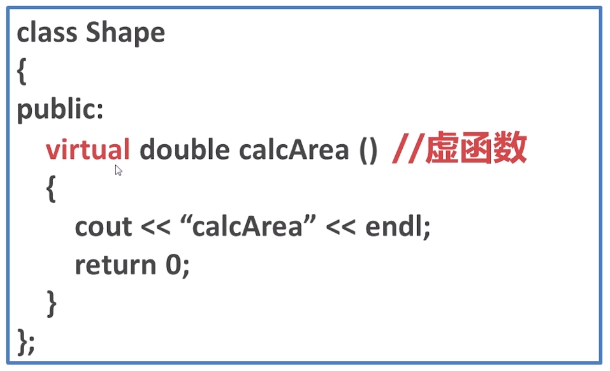 class Shape
{
public:
virtual double calcArea () //虚函数
{
cout << “calcArea” << endl;
return 0;
}
};